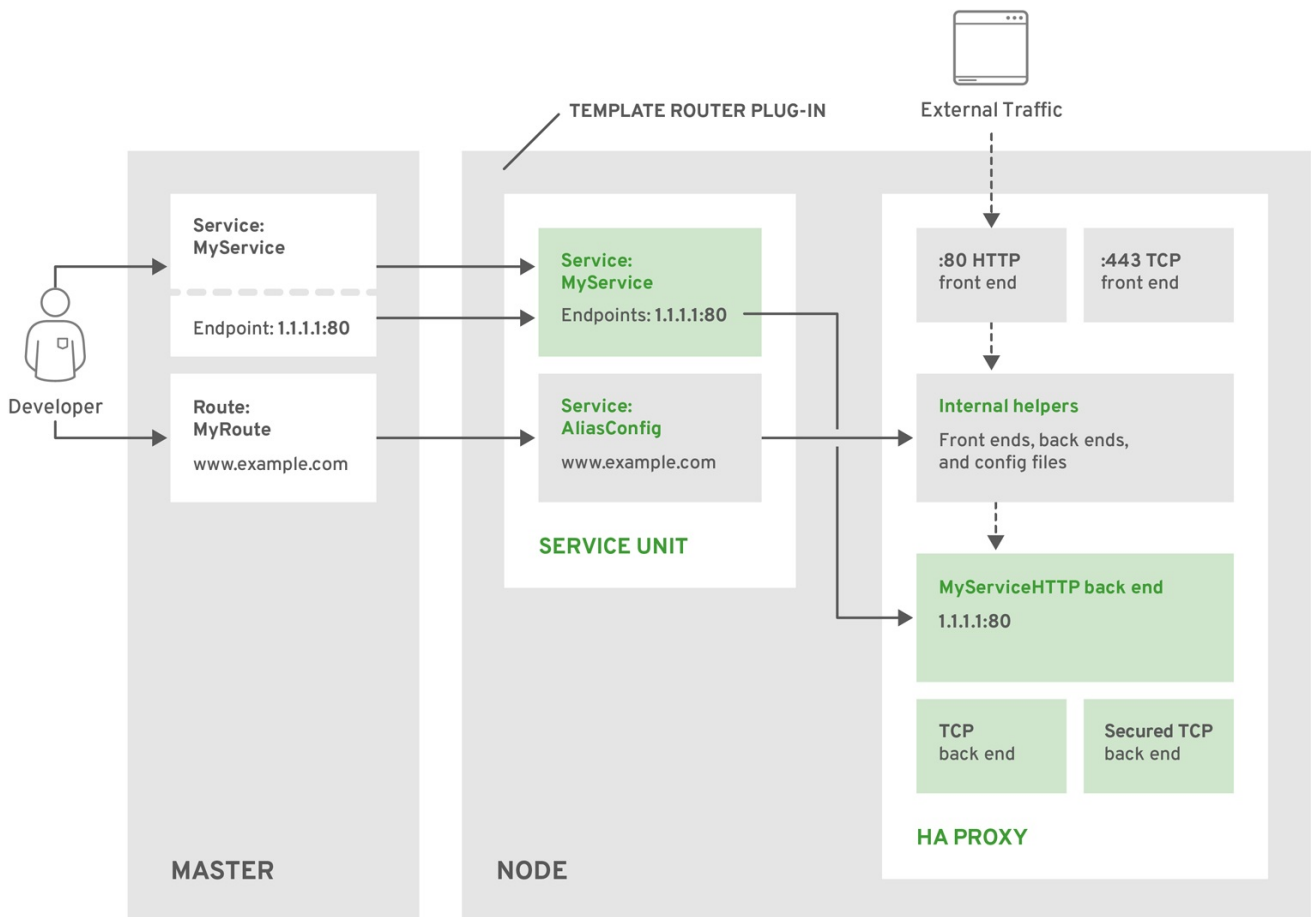 TEMPLATE ROUTER PLUG-IN
External Traffic
Developer
Service:
MyService
Endpoint: 1.1.1.1:80
Route:
MyRoute
www.example.com
MASTER
Service:
MyService
Endpoints: 1.1.1.1:80
Service:
AliasConfig
www.example.com
SERVICE UNIT
NODE
:80 HTTP
front end
:443 TCP
front end
Internal helpers
Front ends, back ends,
and config files
MyServiceHTTP back end
1.1.1.1:80
TCP
back end
Secured TCP
back end
HA PROXY